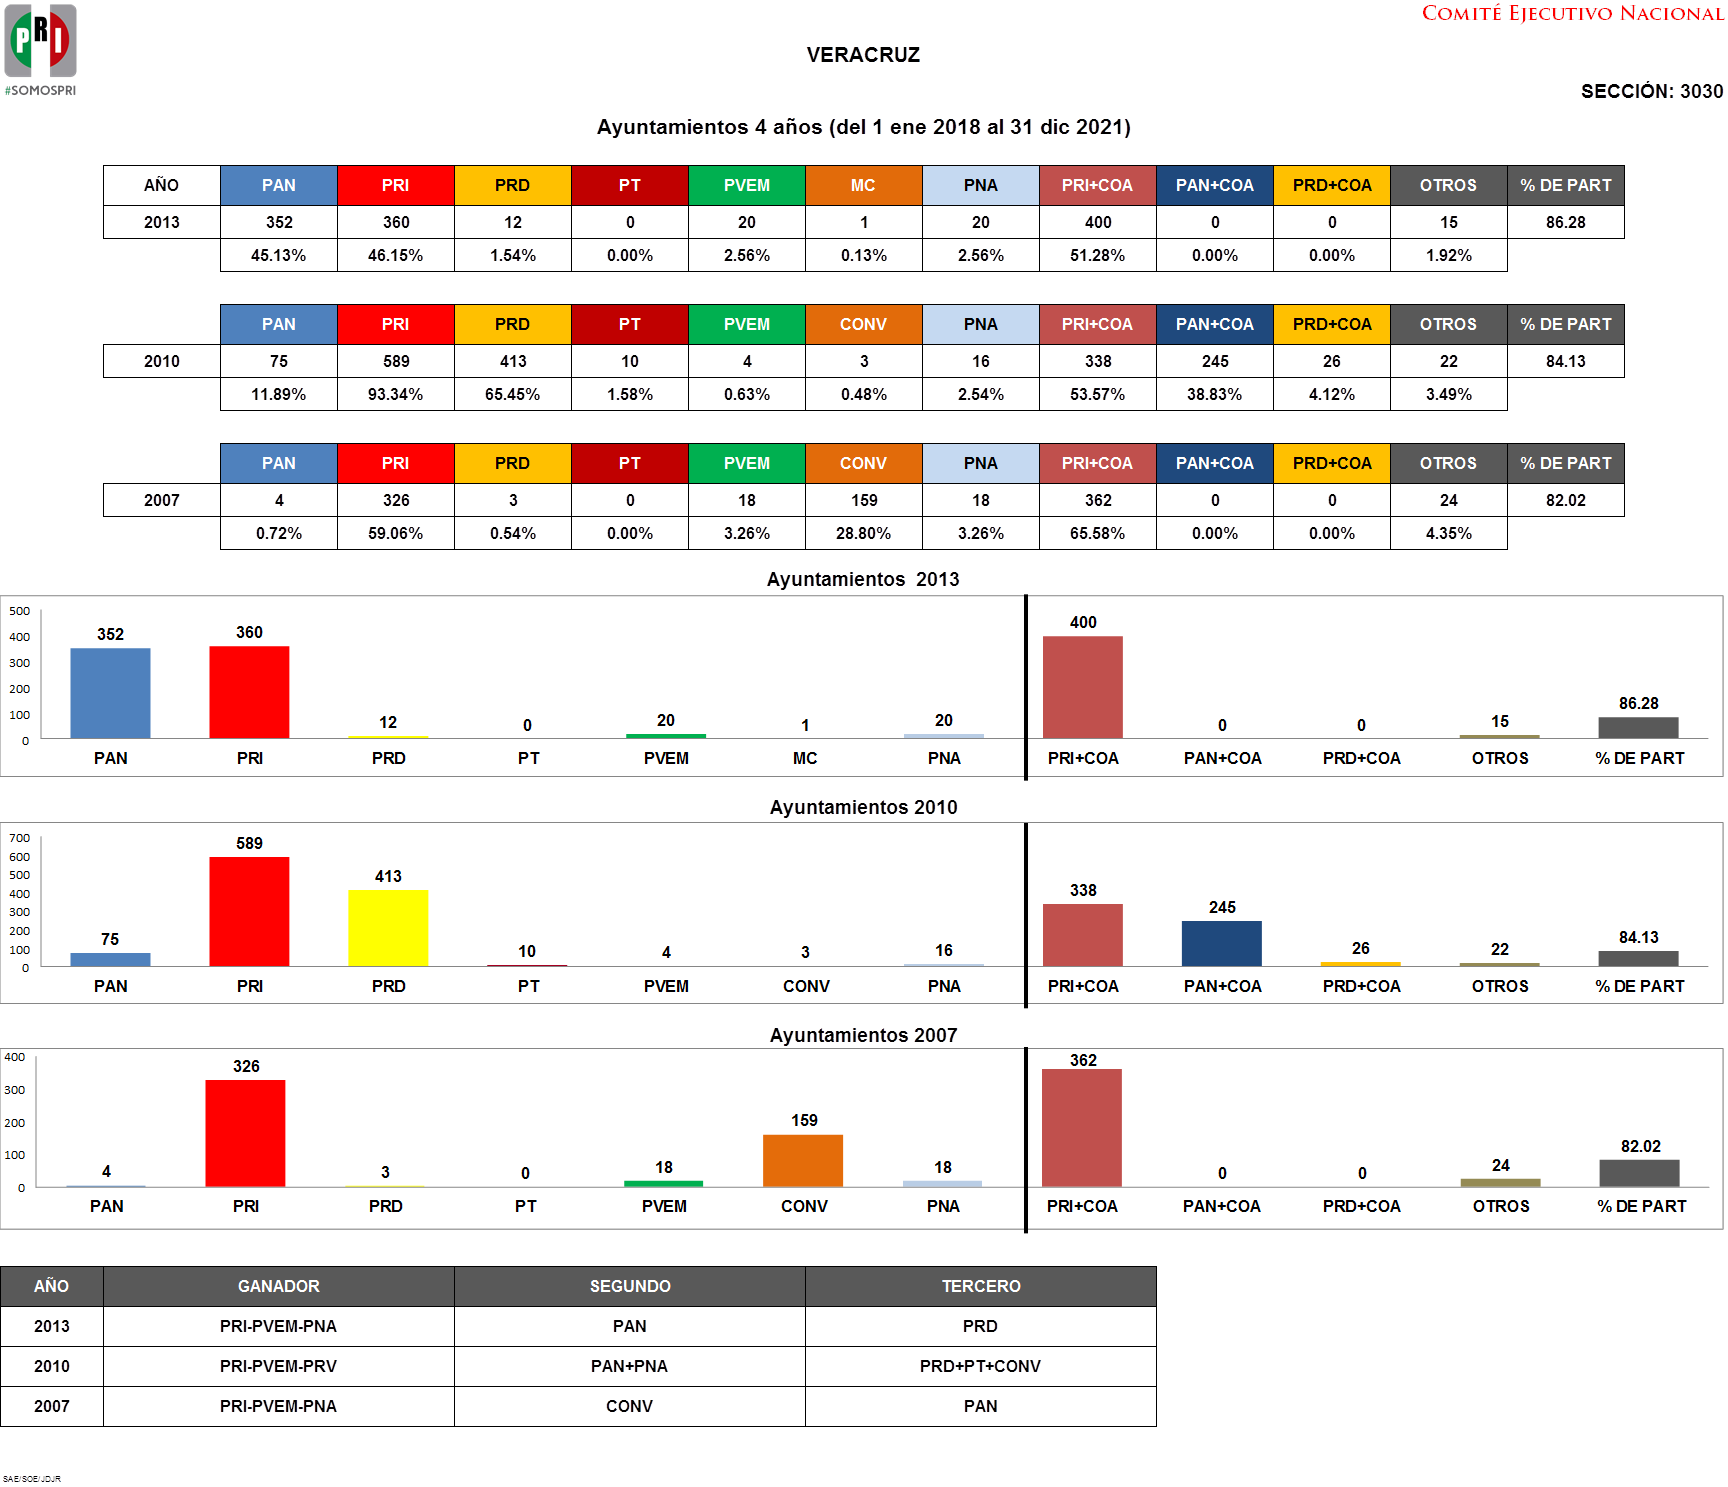 PRI
#SOMOSPRI
COMITÉ EJECUTIVO NACIONAL
VERACRUZ
SECCIÓN: 3030
Ayuntamientos 4 años (del 1 ene 2018 al 31 dic 2021)
AÑO PAN PRI PRD PT PVEM MC PNA PRI+COA PAN+COA PRD+COA OTROS % DE PART
2013 352 360 12 0 20 1 20 400 0 0 15 86.28
45.13% 46.15% 1.54% 0.00% 2.56% 0.13% 2.56% 51.28% 0.00% 0.00% 1.92%
PAN PRI PRD PT PVEM CONV PNA PRI+COA PAN+COA PRD+COA OTROS % DE PART
2010 75 589 413 10 4 3 16 338 245 26 22 84.13
11.89% 93.34% 65.45% 1.58% 0.63% 0.48% 2.54% 53.57% 38.83% 4.12% 3.49%
PAN PRI PRD PT PVEM CONV PNA PRI+COA PAN+COA PRD+COA OTROS % DE PART
2007 4 326 3 0 18 159 18 362 0 0 24 82.02
0.72% 59.06% 0.54% 0.00% 3.26% 28.80% 3.26% 65.58% 0.00% 0.00% 4.35%
Ayuntamientos 2013
500
400
300
200
100
0
352 360 12 0 20 1 20 400 0 0 15 86.28
PAN PRI PRD PT PVEM MC PNA PRI+COA PAN+COA PRD+COA OTROS % DE PART
Ayuntamientos 2010
700
600
500
400
300
200
100
0
75 589 413 10 4 3 16 338 245 26 22 84.13
PAN PRI PRD PT PVEM CONV PNA PRI+COA PAN+COA PRD+COA OTROS % DE PART
Ayuntamientos 2007
400
300
200
100
0
4 326 3 0 18 159 18 362 0 0 24 82.02
PAN PRI PRD PT PVEM CONV PNA PRI+COA PAN+COA PRD+COA OTROS % DE PART
AÑO GANADOR SEGUNDO TERCERO
2013 PRI-PVEM-PNA PAN PRD
2010 PRI-PVEM-PRV PAN+PNA PRD+PT+CONV
2007 PRI-PVEM-PNA CONV PAN
SAE/SOE/JDJR